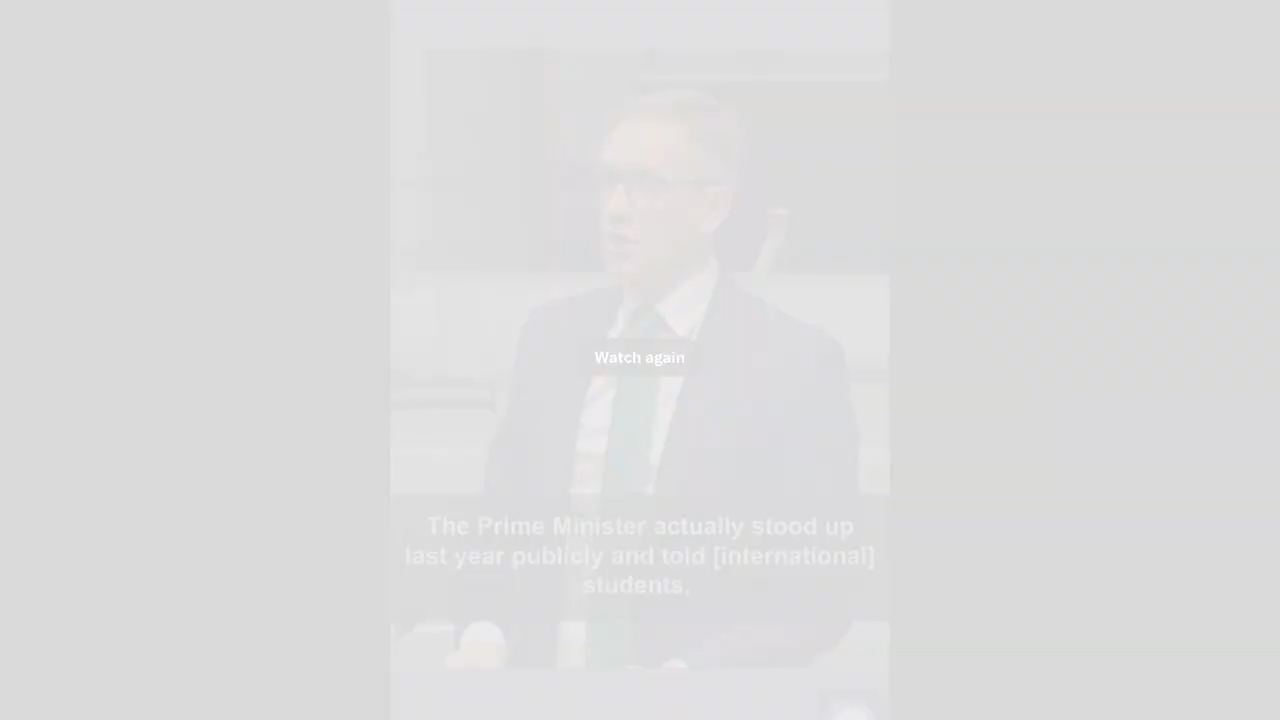 Watch again
The Prime Minister actually stood up
last year publicly and told [international]
students,